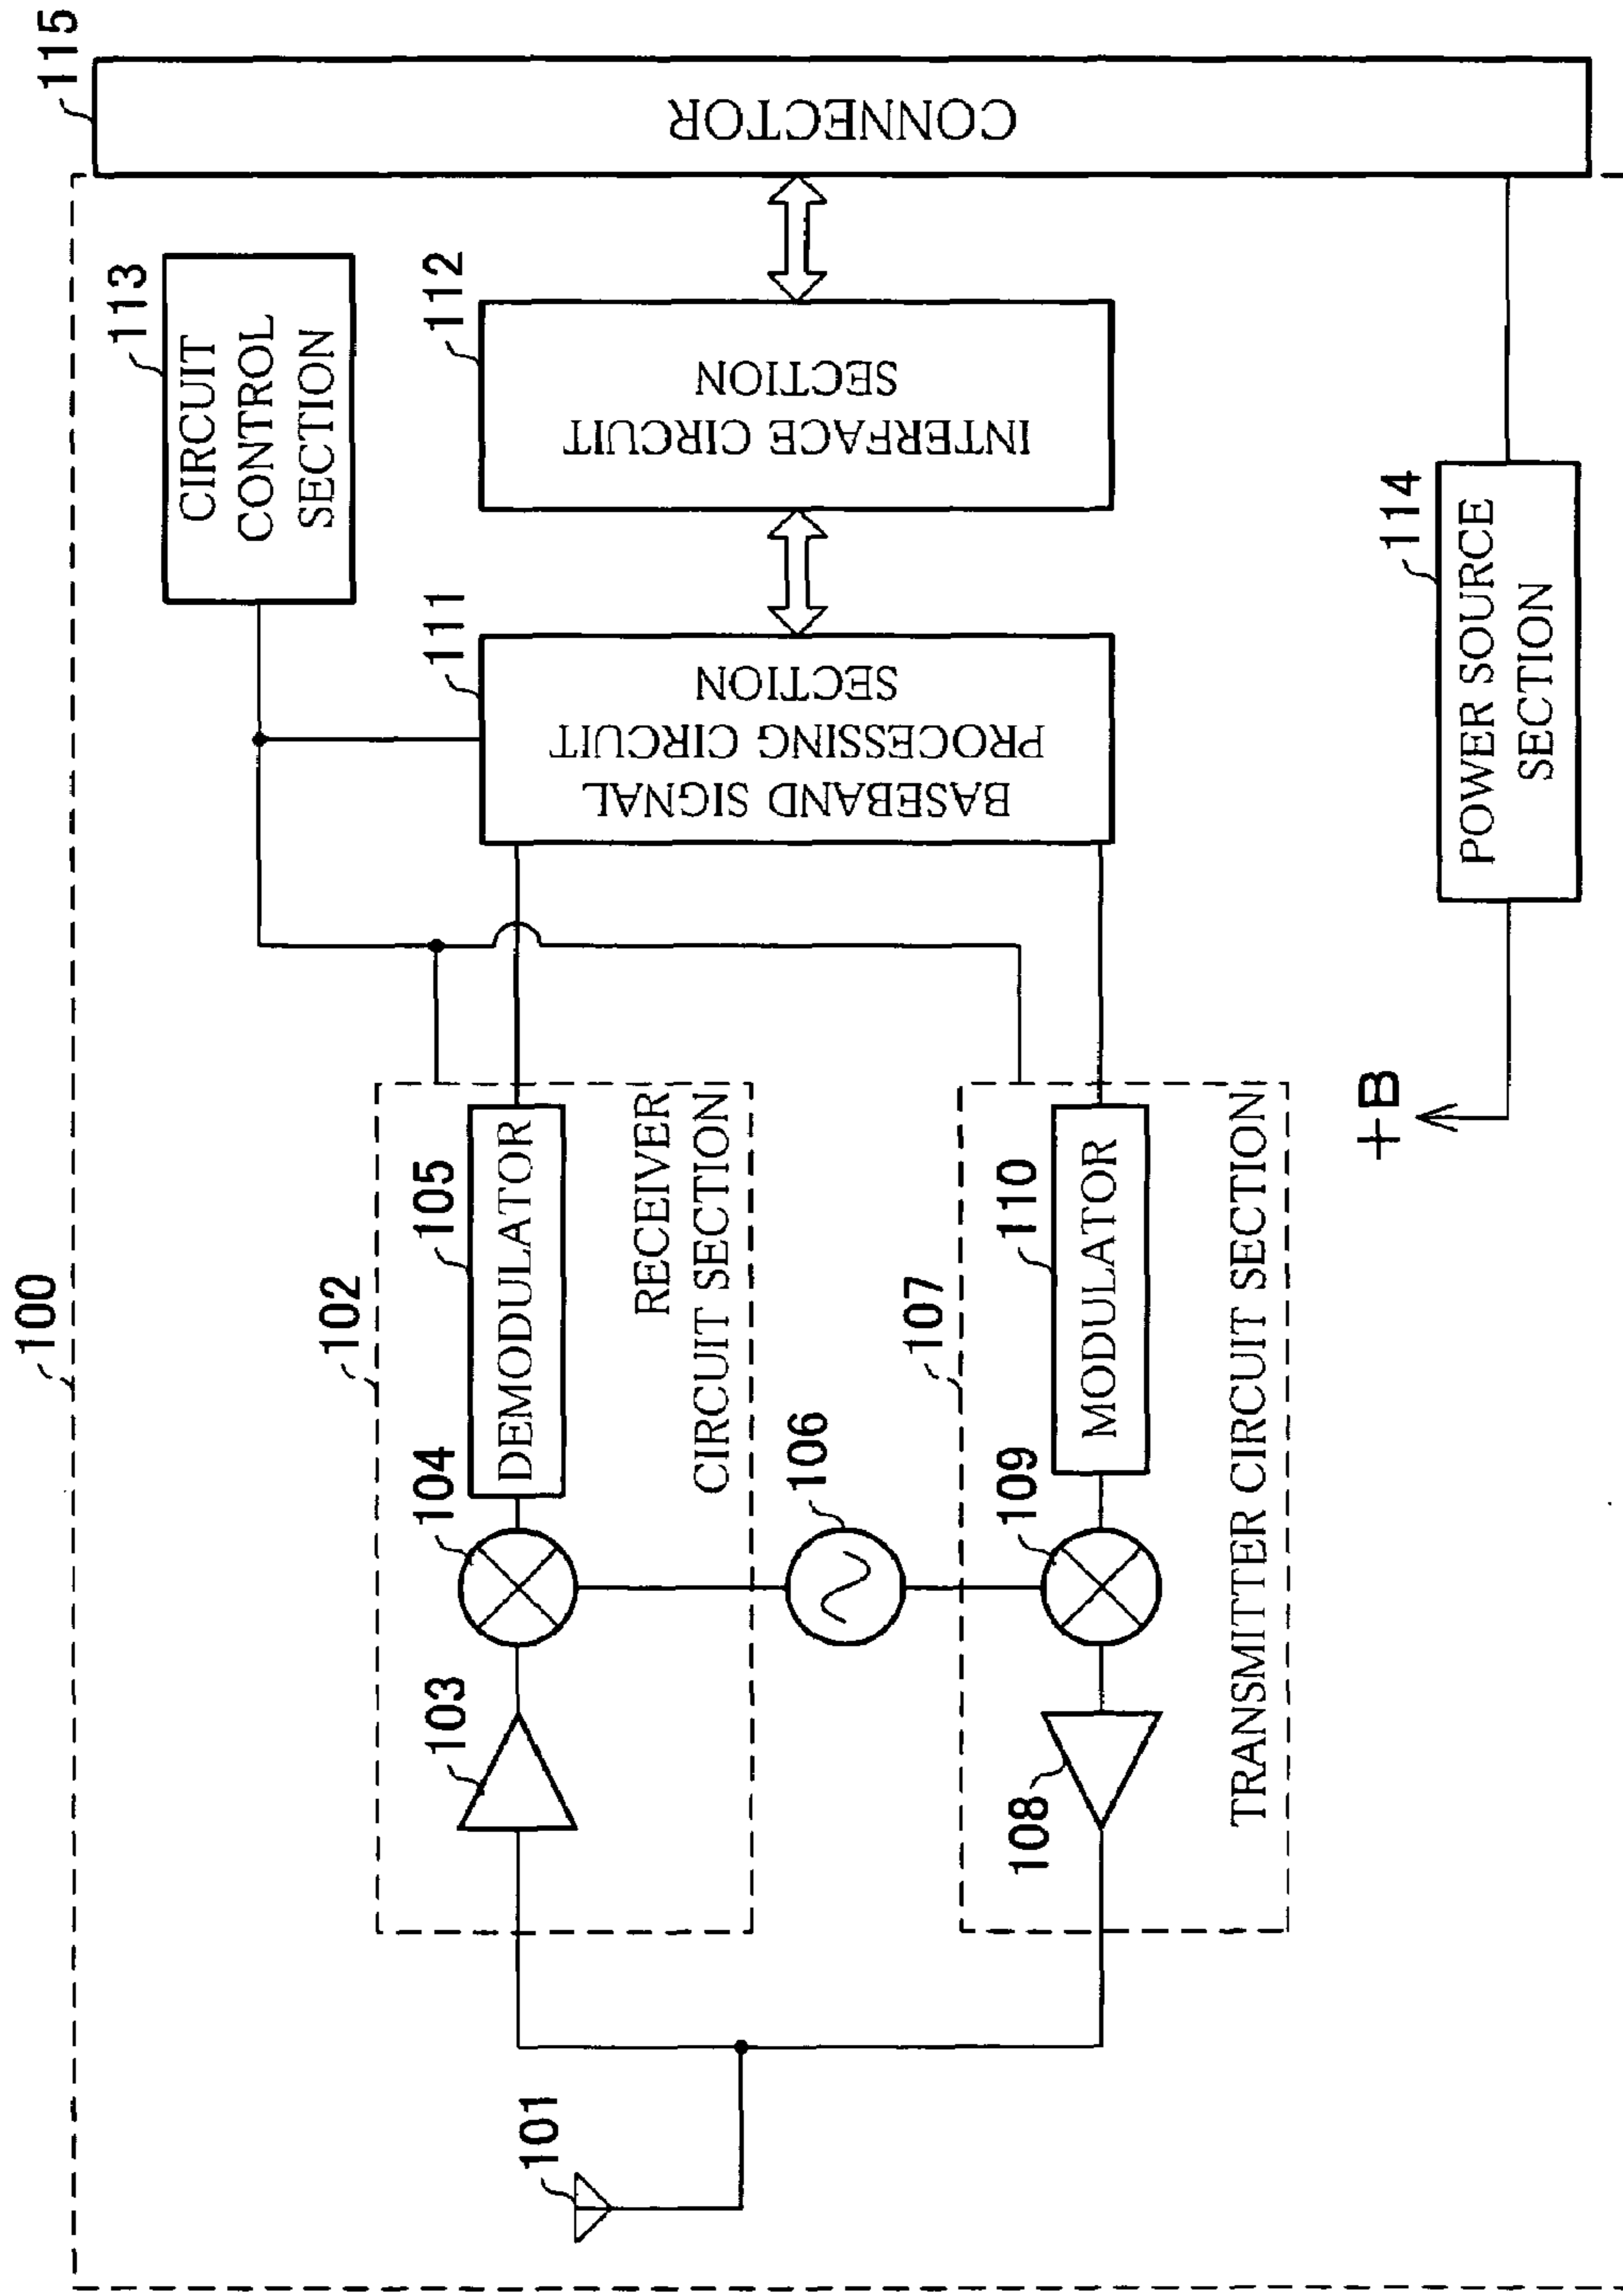 100
101
102
103
104
DEMODULATOR
105
RECEIVER
CIRCUIT SECTION
106
107
108
109
MODULATOR
110
TRANSMITTER CIRCUIT SECTION
BASEBAND SIGNAL
PROCESSING CIRCUIT
SECTION
111
INTERFACE CIRCUIT
SECTION
112
CIRCUIT
CONTROL
SECTION
113
+B
POWER SOURCE
SECTION
114
CONNECTOR
115